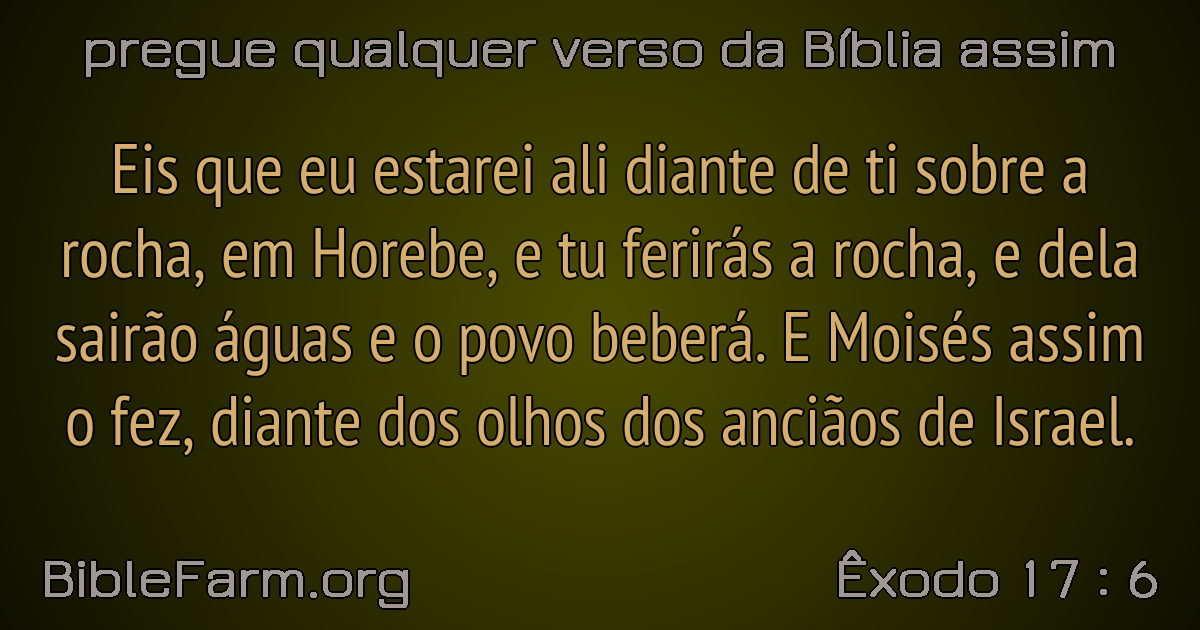 pregue qualquer verso da Bíblia assim
Eis que eu estarei ali diante de ti sobre a
rocha, em Horebe, e tu ferirás a rocha, e dela
sairão águas e o povo beberá. E Moisés assim
o fez, diante dos olhos dos anciãos de Israel.
BibleFarm.org
Êxodo 17 : 6